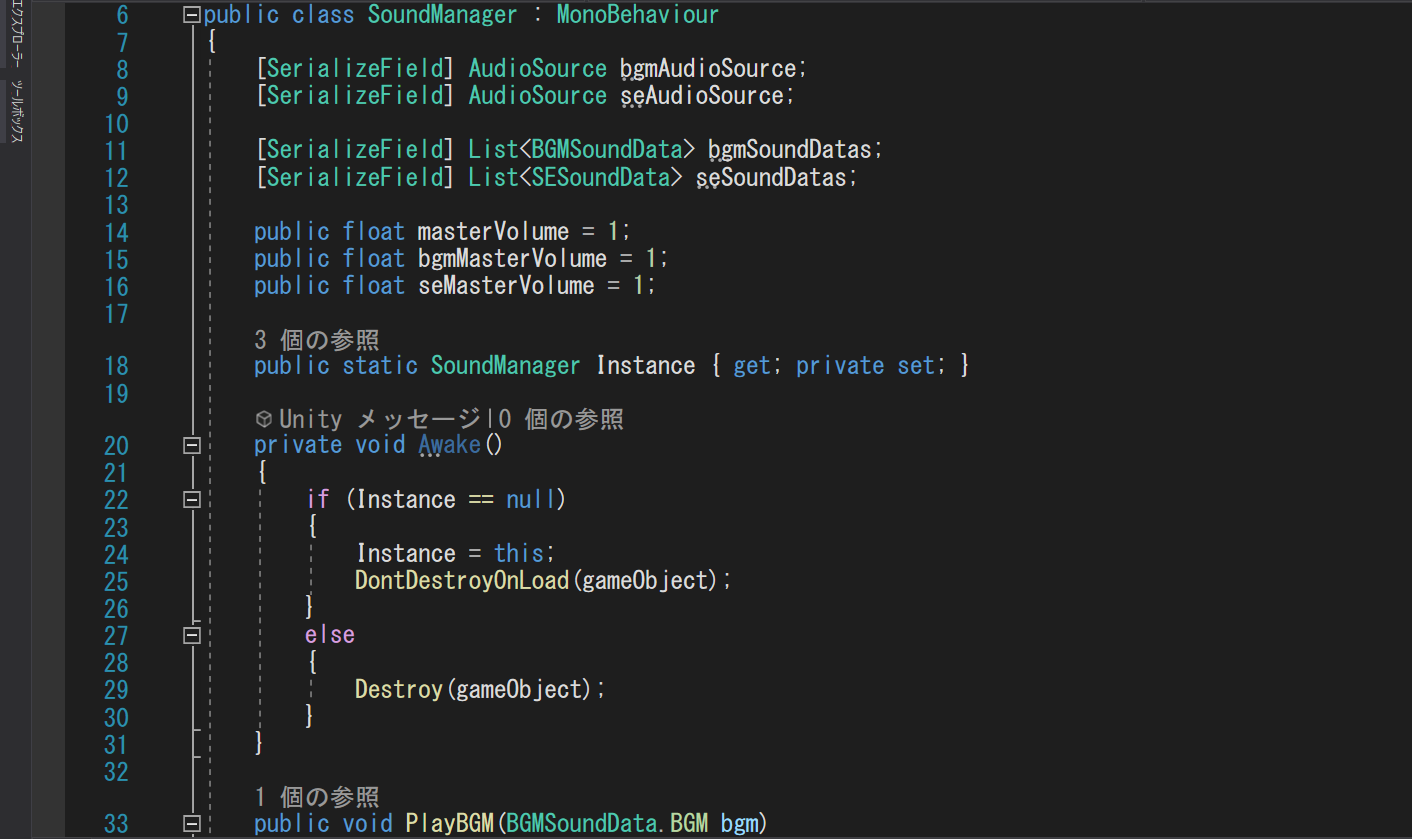 エクスプローラー
ツールボックス
6 public class SoundManager : MonoBehaviour
7 {
8 [SerializeField] AudioSource bgmAudioSource;
9 [SerializeField] AudioSource seAudioSource;
10
11 [SerializeField] List<BGMSoundData> bgmSoundDatas;
12 [SerializeField] List<SESoundData> seSoundDatas;
13
14 public float masterVolume = 1;
15 public float bgmMasterVolume = 1;
16 public float seMasterVolume = 1;
17
3 個の参照
18 public static SoundManager Instance { get; private set; }
19
Unity メッセージ|0 個の参照
20 private void Awake()
21 {
22 if (Instance == null)
23 {
24 Instance = this;
25 DontDestroyOnLoad(gameObject);
26 }
27 else
28 {
29 Destroy(gameObject);
30 }
31 }
32
1 個の参照
33 public void PlayBGM(BGMSoundData.BGM bgm)